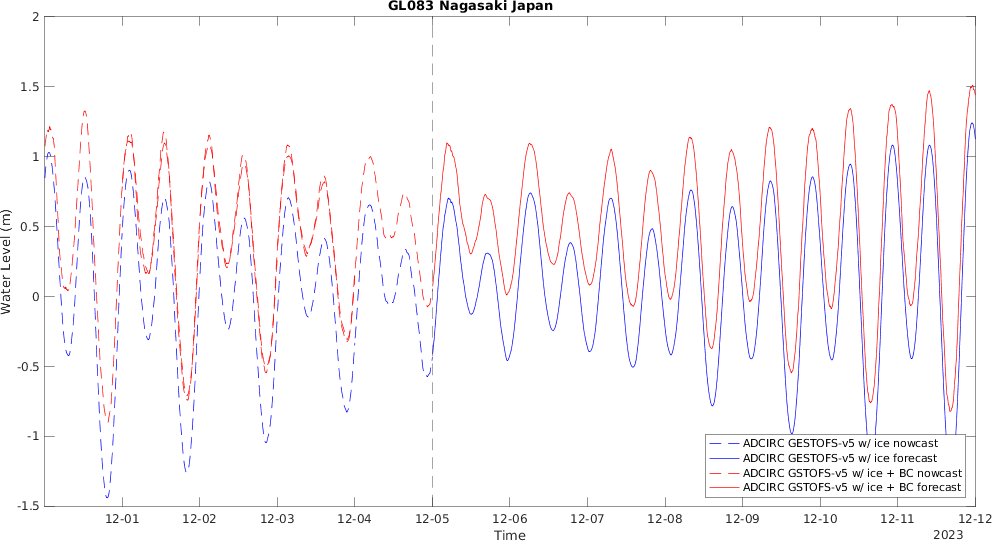 GL083 Nagasaki Japan
2
1.5
1
0.5
0
-0.5
-1
-1.5
Water Level (m)
12-01 12-02 12-03 12-04 12-05 12-06 12-07 12-08 12-09 12-10 12-11 12-12
Time
2023
ADCIRC GESTOFS-v5 w/ ice nowcast
ADCIRC GESTOFS-v5 w/ ice forecast
ADCIRC GSTOFS-v5 w/ ice + BC nowcast
ADCIRC GSTOFS-v5 w/ ice + BC forecast